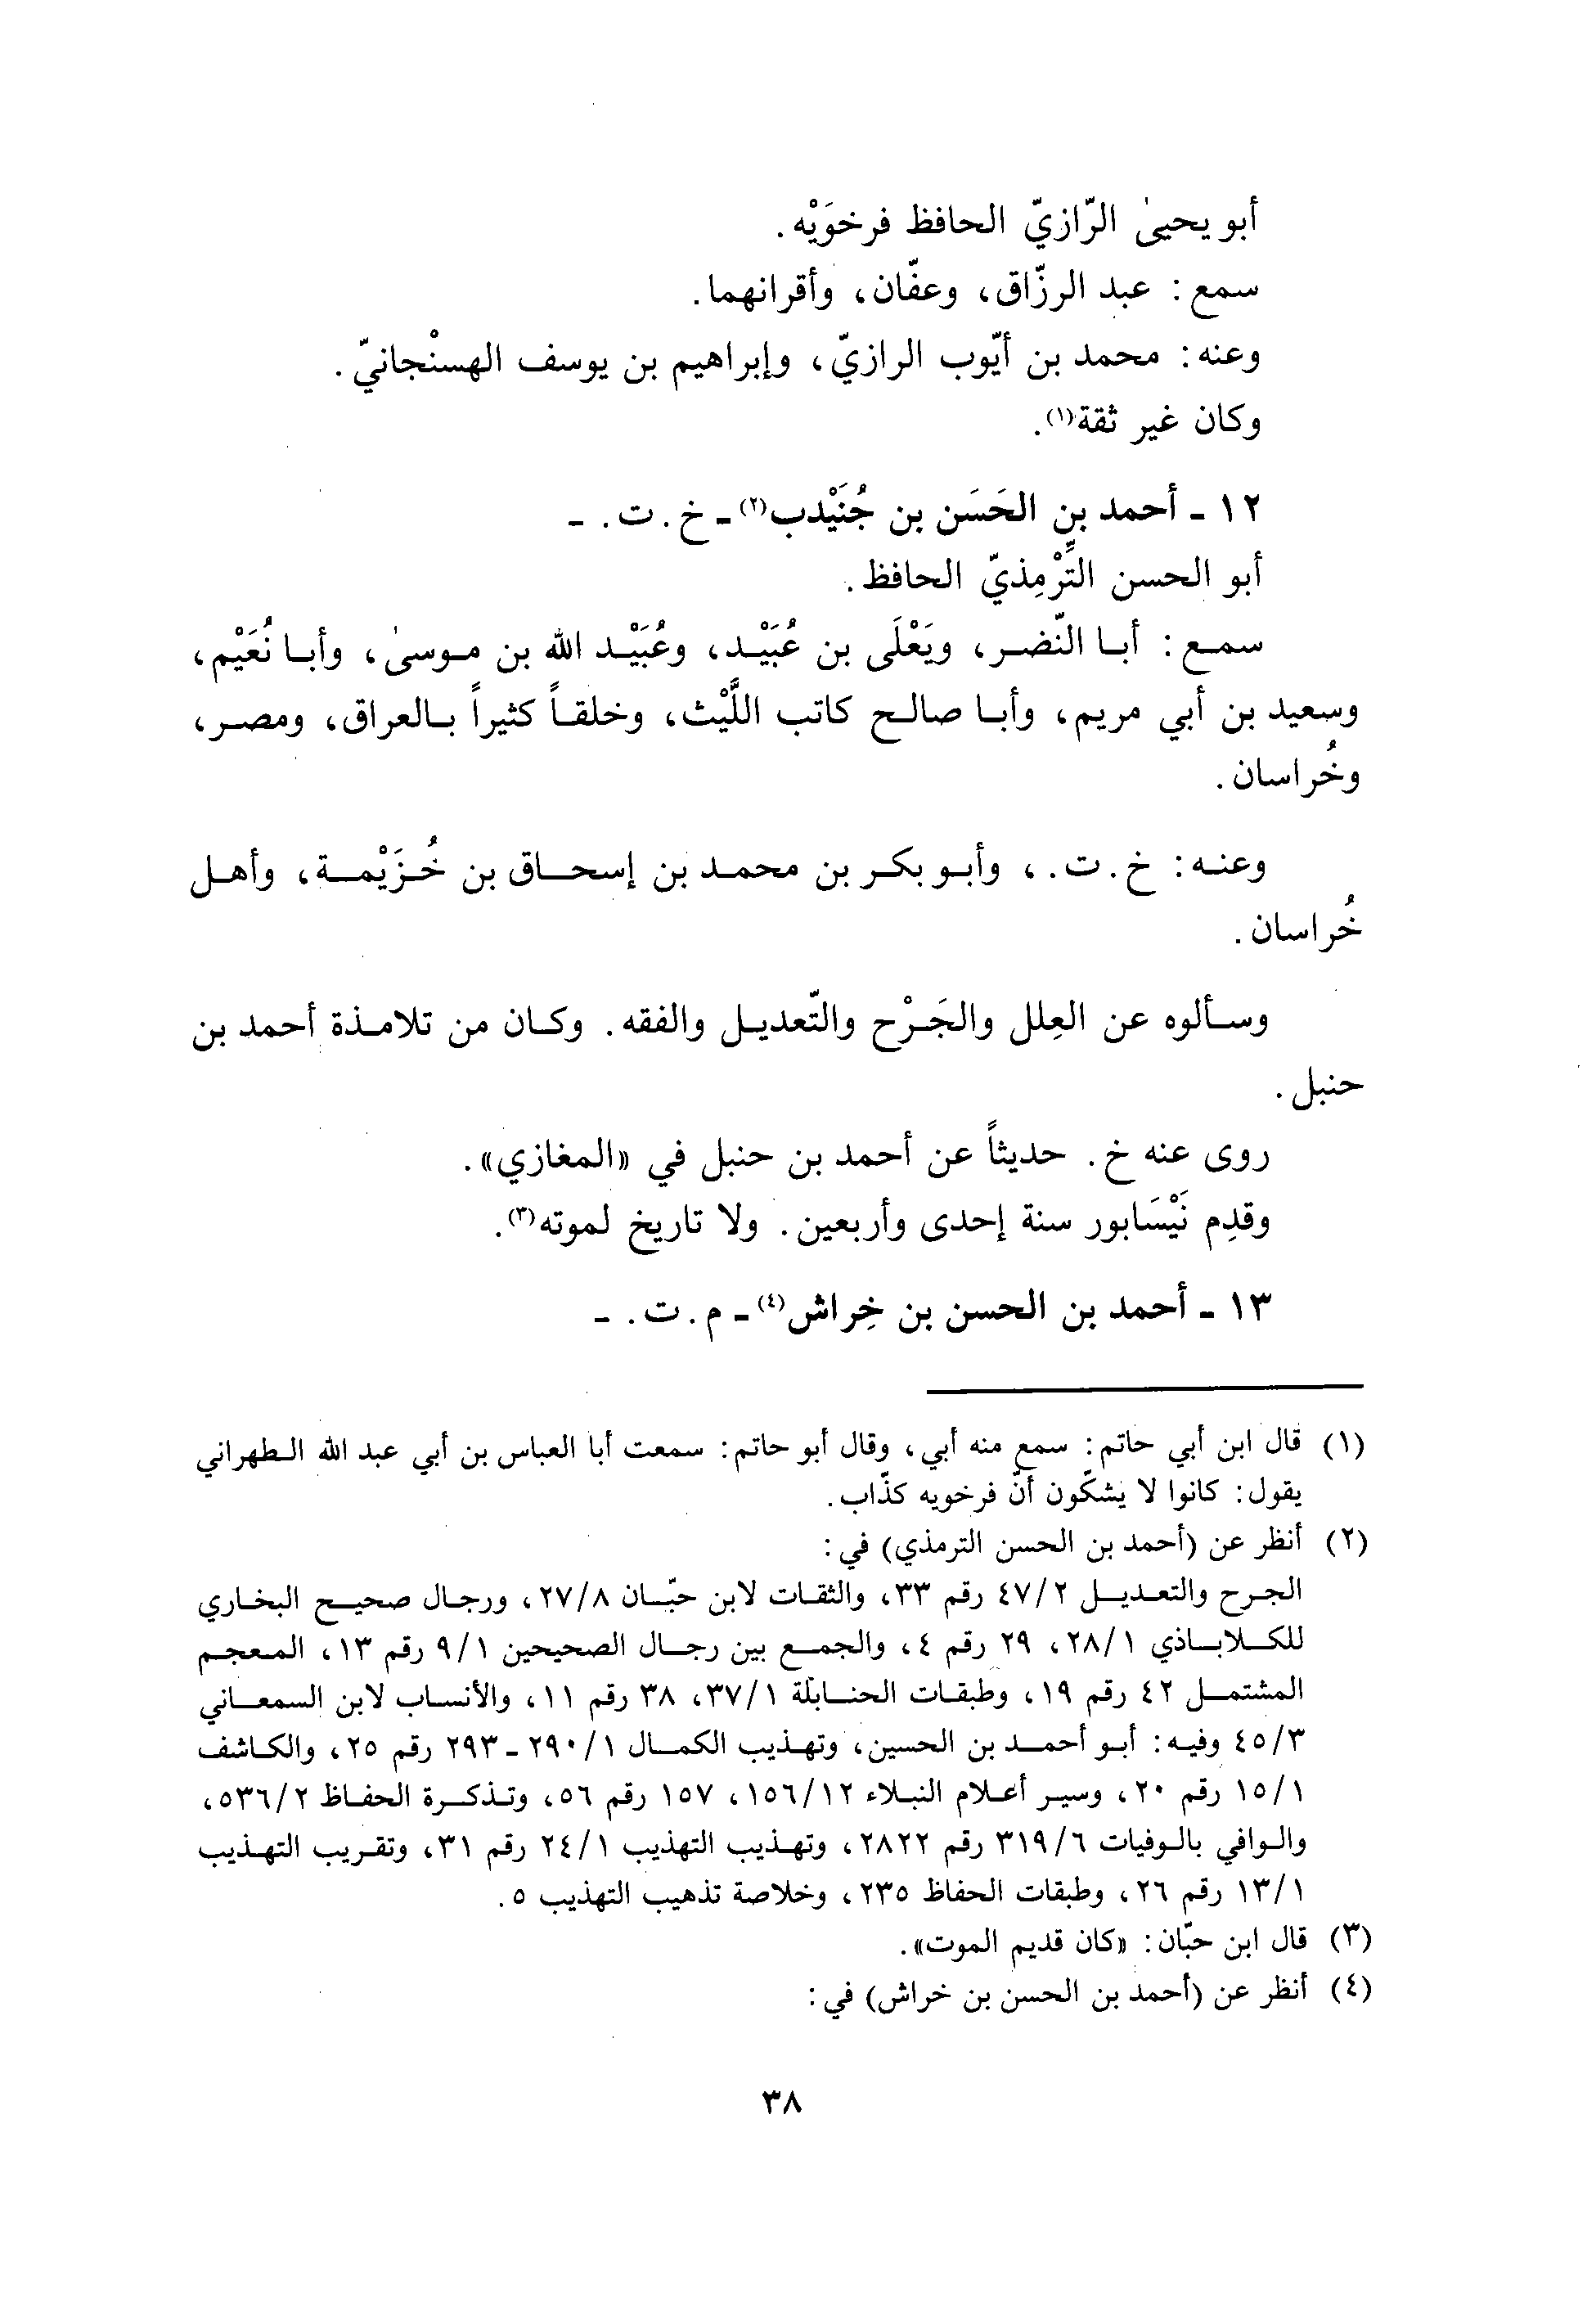 أبو يحيىٰ الرّازيّ الحافظ فرخوَيْه.
سمع: عبد الرزّاق، وعفّان، وأقرانهما.
وعنه: محمد بن أيّوب الرازيّ، وإبراهيم بن يوسف الهسنْجانيّ.
وكان غير ثقة(١).
١٢ - أحمد بن الحَسَن بن جُنَيْدب(٢) - خ. ت. -
أبو الحسن التِّرْمِذيّ الحافظ.
سمع: أبا النّضر، ويَعْلَى بن عُبَيْد، وعُبَيْد الله بن موسىٰ، وأبا نُعَيْم،
وسعيد بن أبي مريم، وأبا صالح كاتب اللَّيْث، وخلقاً كثيراً بالعراق، ومصر،
وخُراسان.
وعنه: خ. ت.، وأبو بكر بن محمد بن إسحاق بن خُزَيْمة، وأهل
خُراسان.
وسألوه عن العِلل والجَرْح والتّعديل والفقه. وكان من تلامذة أحمد بن
حنبل.
روى عنه خ. حديثاً عن أحمد بن حنبل في «المغازي».
وقدِم نَيْسَابور سنة إحدى وأربعين. ولا تاريخ لموته(٣).
١٣ - أحمد بن الحسن بن خِراش(٤) - م. ت. -
(١) قال ابن أبي حاتم: سمع منه أبي، وقال أبو حاتم: سمعت أبا العباس بن أبي عبد الله الطهراني
يقول: كانوا لا يشكّون أنّ فرخويه كذّاب.
(٢) أنظر عن (أحمد بن الحسن الترمذي) في:
الجرح والتعديل ٤٧/٢ رقم ٣٣، والثقات لابن حبّان ٢٧/٨، ورجال صحيح البخاري
للكلاباذي ٢٨/١، ٢٩ رقم ٤، والجمع بين رجال الصحيحين ٩/١ رقم ١٣، المعجم
المشتمل ٤٢ رقم ١٩، وطبقات الحنابلة ٣٧/١، ٣٨ رقم ١١، والأنساب لابن السمعاني
٤٥/٣ وفيه: أبو أحمد بن الحسين، وتهذيب الكمال ٢٩٠/١ - ٢٩٣ رقم ٢٥، والكاشف
١٥/١ رقم ٢٠، وسير أعلام النبلاء ١٥٦/١٢، ١٥٧ رقم ٥٦، وتذكرة الحفاظ ٥٣٦/٢،
والوافي بالوفيات ٣١٩/٦ رقم ٢٨٢٢، وتهذيب التهذيب ٢٤/١ رقم ٣١، وتقريب التهذيب
١٣/١ رقم ٢٦، وطبقات الحفاظ ٢٣٥، وخلاصة تذهيب التهذيب ٥.
(٣) قال ابن حبّان: «كان قديم الموت».
(٤) أنظر عن (أحمد بن الحسن بن خراش) في:
٣٨